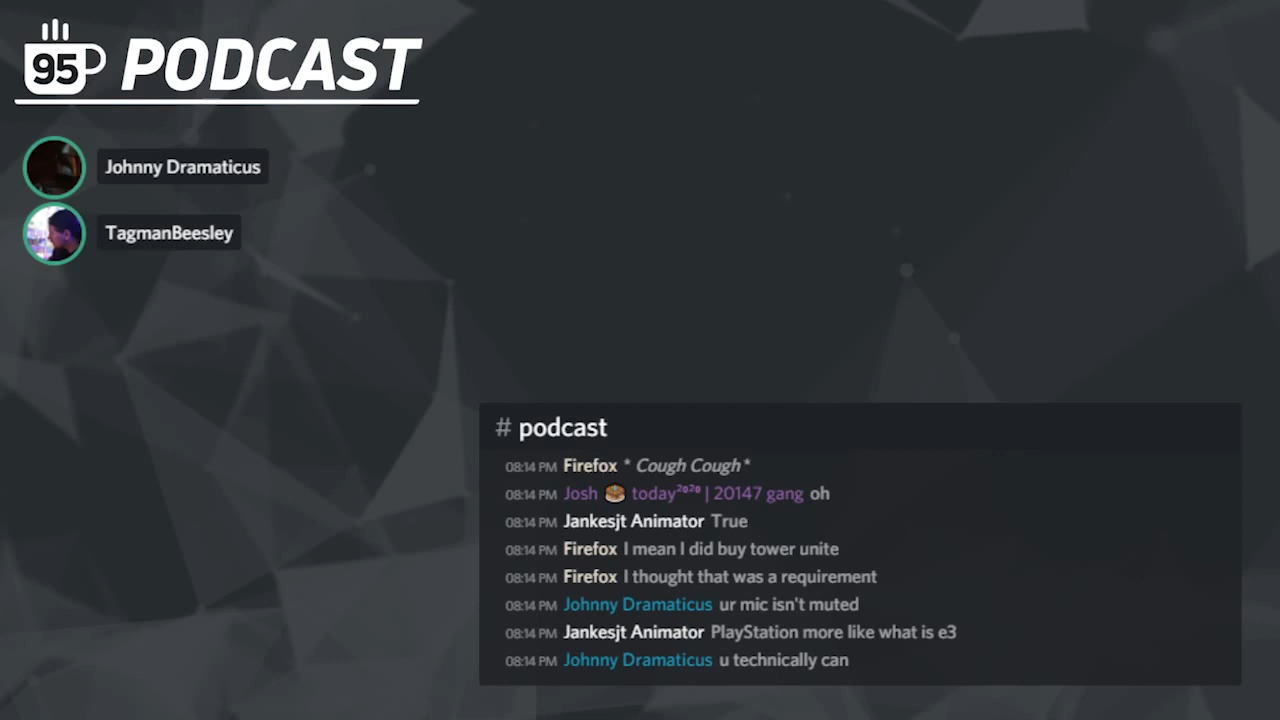 95 PODCAST
Johnny Dramaticus
TagmanBeesley
# podcast
08:14 PM Firefox * Cough Cough*
08:14 PM Josh 🥞 today²⁰²⁰ | 20147 gang oh
08:14 PM Jankesjt Animator True
08:14 PM Firefox I mean I did buy tower unite
08:14 PM Firefox I thought that was a requirement
08:14 PM Johnny Dramaticus ur mic isn't muted
08:14 PM Jankesjt Animator PlayStation more like what is e3
08:14 PM Johnny Dramaticus u technically can